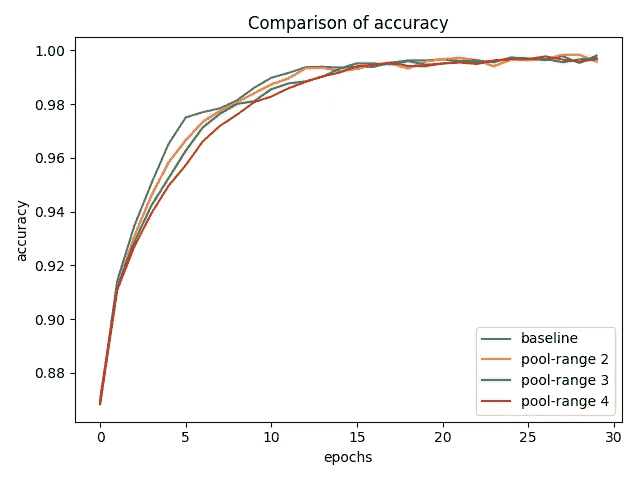 Comparison of accuracy
1.00
0.98
0.96
0.94
0.92
0.90
0.88
accuracy
baseline
pool-range 2
pool-range 3
pool-range 4
0 5 10 15 20 25 30
epochs